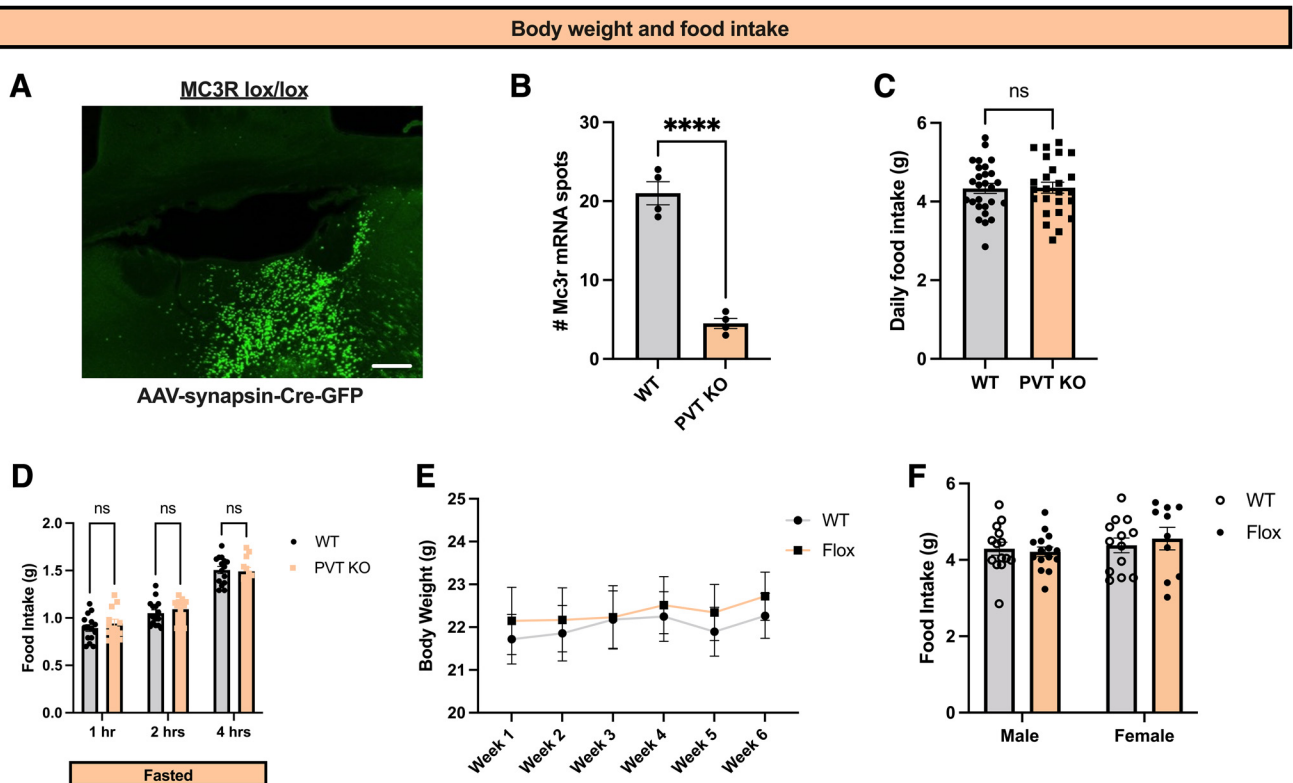 Body weight and food intake
A
MC3R lox/lox
AAV-synapsin-Cre-GFP
B
# Mc3r mRNA spots
30
20
10
0
****
WT
PVT KO
C
Daily food intake (g)
6
4
2
0
ns
WT
PVT KO
D
Food Intake (g)
2.0
1.5
1.0
0.5
0.0
ns
ns
ns
1 hr
2 hrs
4 hrs
WT
PVT KO
Fasted
E
Body Weight (g)
25
24
23
22
21
20
Week 1
Week 2
Week 3
Week 4
Week 5
Week 6
WT
Flox
F
Food Intake (g)
6
4
2
0
Male
Female
WT
Flox